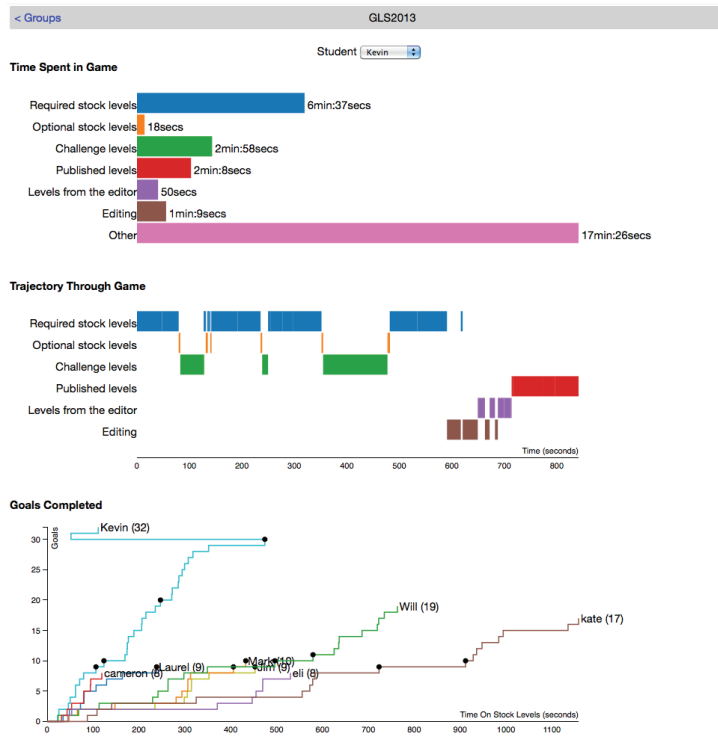 < Groups GLS2013
Student Kevin
Time Spent in Game
Required stock levels 6min:37secs
Optional stock levels 18secs
Challenge levels 2min:58secs
Published levels 2min:8secs
Levels from the editor 50secs
Editing 1min:9secs
Other 17min:26secs
Trajectory Through Game
Required stock levels
Optional stock levels
Challenge levels
Published levels
Levels from the editor
Editing
Time (seconds)
0 100 200 300 400 500 600 700 800
Goals Completed
Goals
Kevin (32)
30
25
20
Will (19)
kate (17)
15
10
Mark (10)
cameron (8) Laurel (9) Jim (9) eli (8)
5
Time On Stock Levels (seconds)
0
0 100 200 300 400 500 600 700 800 900 1000 1100